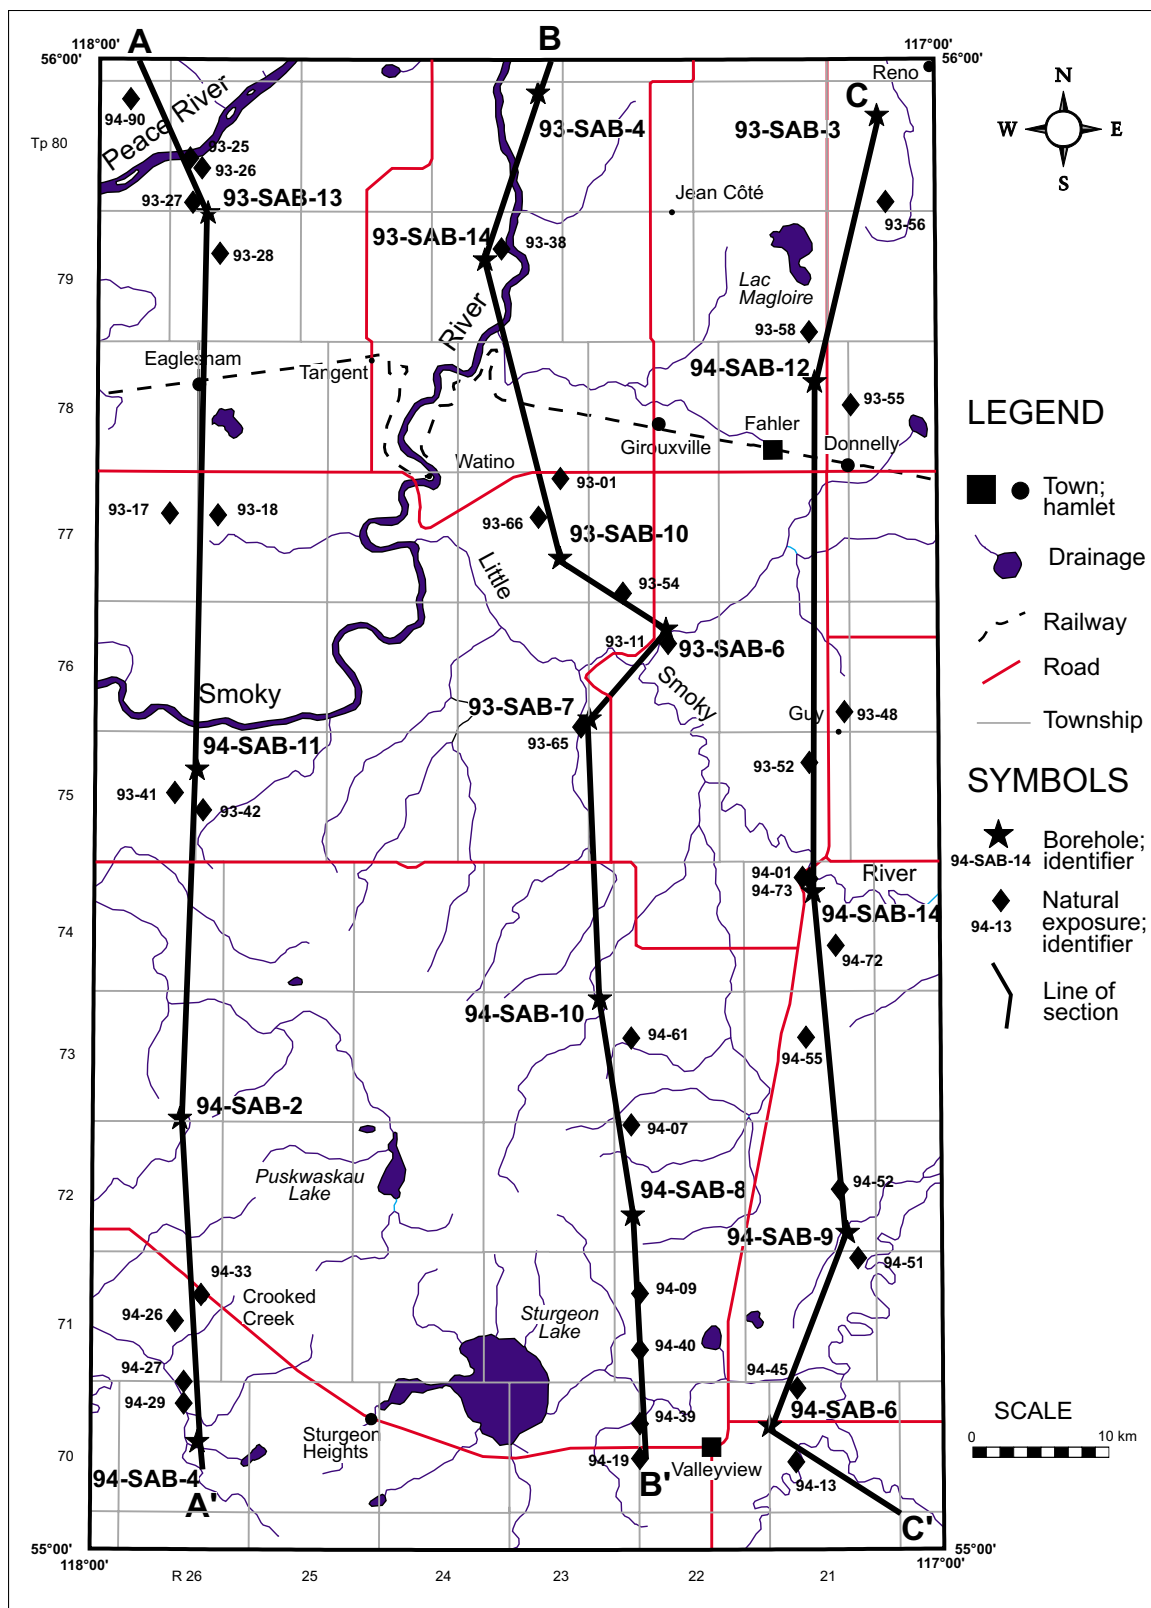 A
B
118°00'
117°00'
56°00'
56°00'
Reno
N
C
94-90
Peace River
93-SAB-4
93-SAB-3
W
E
Tp 80
93-25
93-26
S
93-27
93-SAB-13
Jean Côté
93-56
93-SAB-14
93-38
93-28
79
Lac
Magloire
River
93-58
Eaglesham
Tangent
94-SAB-12
93-55
78
LEGEND
Fahler
Girouxville
Donnelly
Watino
93-01
Town;
hamlet
93-17
93-18
93-66
77
93-SAB-10
Drainage
Little
93-54
Railway
93-11
93-SAB-6
76
Road
Smoky
Smoky
93-SAB-7
Guy
93-48
Township
93-65
94-SAB-11
93-52
SYMBOLS
75
93-41
93-42
Borehole;
identifier
94-SAB-14
94-01
River
94-73
94-SAB-14
Natural
exposure;
identifier
94-13
74
94-72
94-SAB-10
Line of
section
94-61
73
94-55
94-SAB-2
94-07
Puskwaskau
Lake
72
94-SAB-8
94-52
94-SAB-9
94-51
94-33
Crooked
Creek
94-09
94-26
Sturgeon
Lake
71
94-40
94-27
94-45
94-29
94-39
94-SAB-6
SCALE
Sturgeon
Heights
0
10 km
70
94-19
Valleyview
94-SAB-4
94-13
A'
B'
C'
55°00'
55°00'
118°00'
117°00'
R 26
25
24
23
22
21